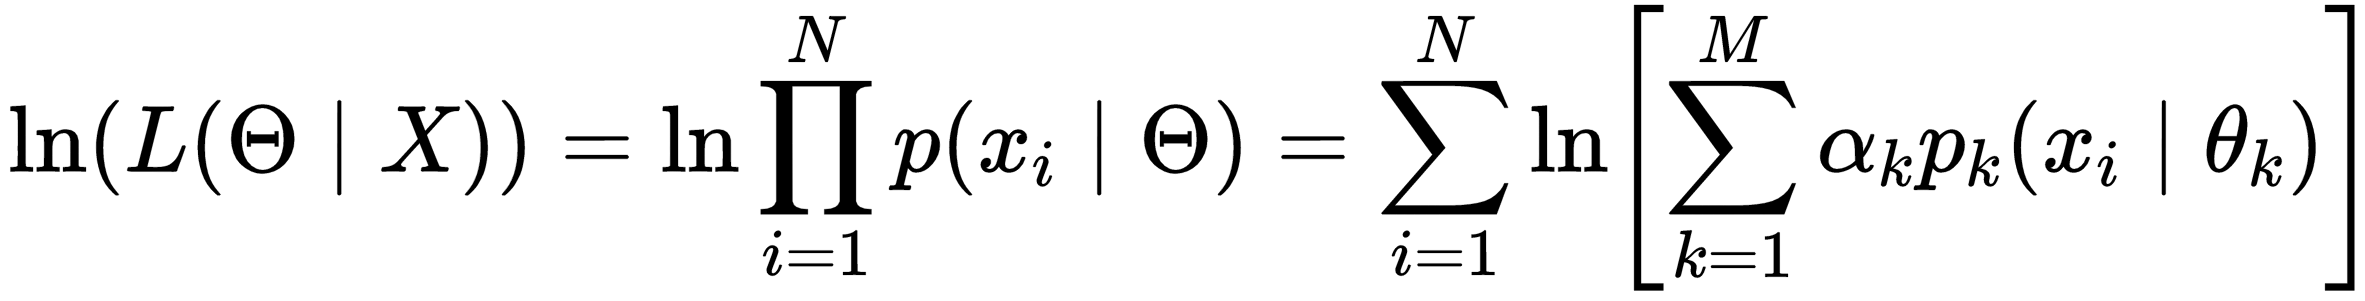 ln(L(Θ | X)) = ln ∏_{i=1}^{N} p(x_i | Θ) = ∑_{i=1}^{N} ln[∑_{k=1}^{M} α_k p_k(x_i | θ_k)]